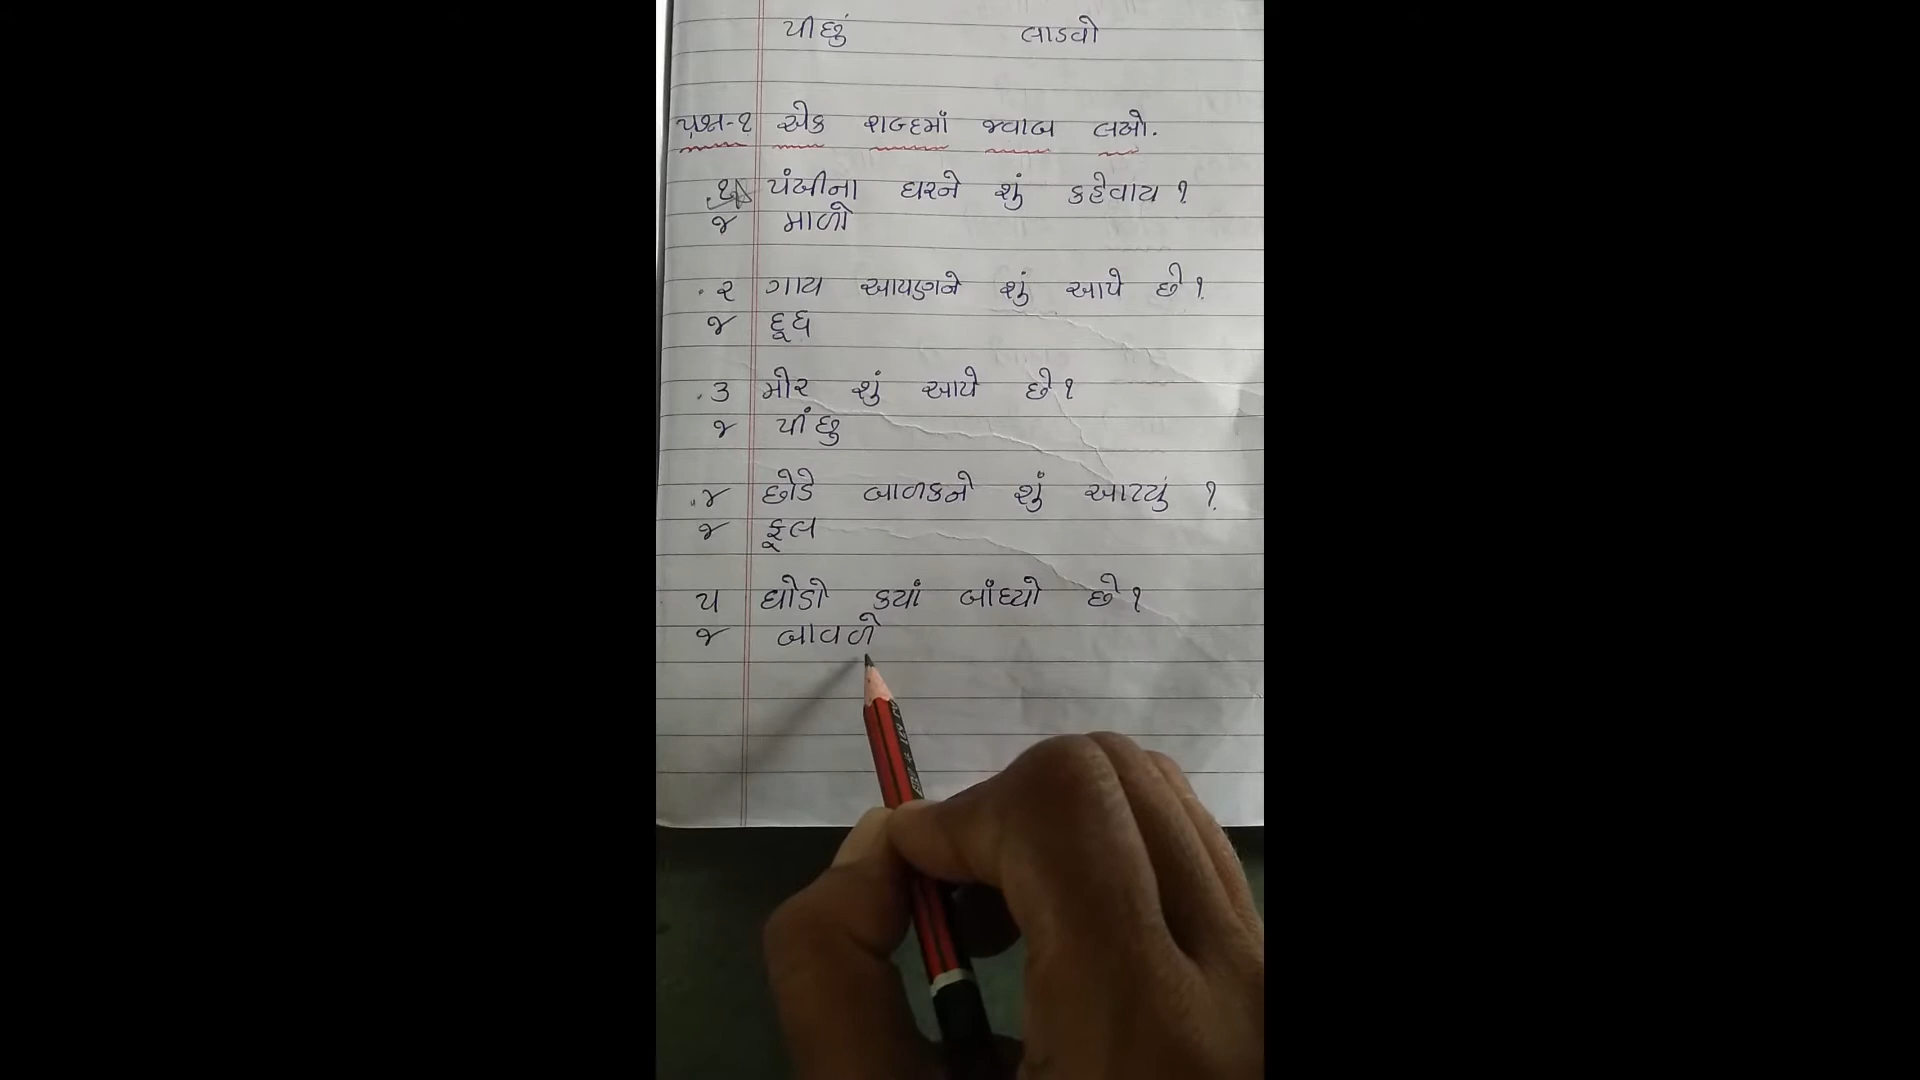 પીછું લાડવો
પ્રશ્ન-૧ એક શબ્દમાં જવાબ લખો.
૧ પંખીના ઘરને શું કહેવાય ?
જ માળો
૨ ગાય આપણને શું આપે છે ?
જ દૂધ
૩ મોર શું આપે છે ?
જ પીંછુ
૪ છોડે બાળકને શું આપ્યું ?
જ ફૂલ
૫ ઘોડો કયાં બાંધ્યો છે ?
જ બાવળે